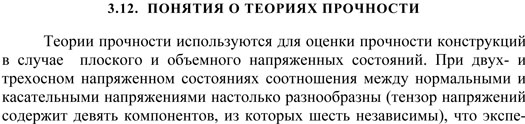 3.12. ПОНЯТИЯ О ТЕОРИЯХ ПРОЧНОСТИ
Теории прочности используются для оценки прочности конструкций
в случае плоского и объемного напряженных состояний. При двух- и
трехосном напряженном состояниях соотношения между нормальными и
касательными напряжениями настолько разнообразны (тензор напряжений
содержит девять компонентов, из которых шесть независимы), что экспе-